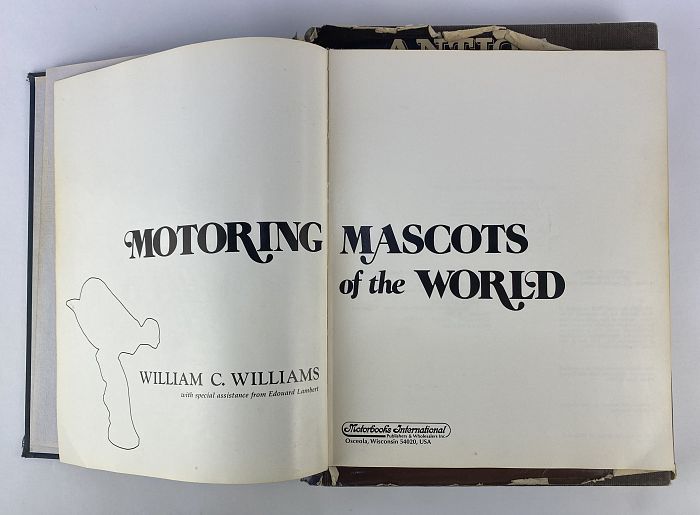 MOTORING MASCOTS
of the WORLD
WILLIAM C. WILLIAMS
with special assistance from Edouard Lambert
Motorbooks International
Publishers & Wholesalers Inc.
Osceola, Wisconsin 54020, USA